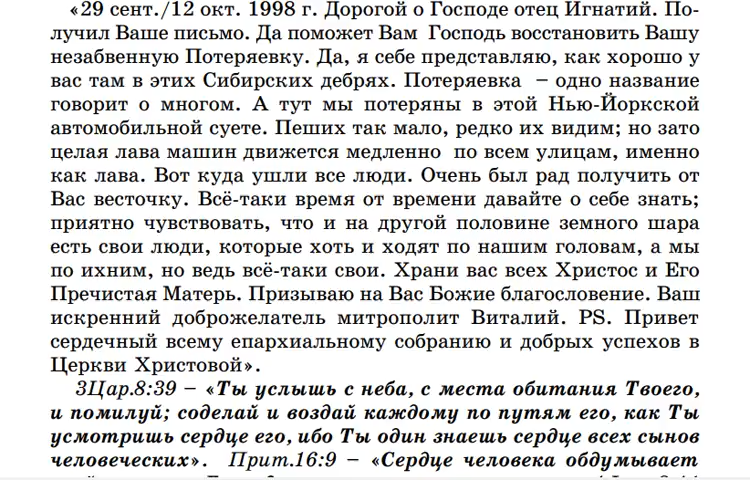 «29 сент./12 окт. 1998 г. Дорогой о Господе отец Игнатий. По-
лучил Ваше письмо. Да поможет Вам Господь восстановить Вашу
незабвенную Потеряевку. Да, я себе представляю, как хорошо у
вас там в этих Сибирских дебрях. Потеряевка – одно название
говорит о многом. А тут мы потеряны в этой Нью-Йоркской
автомобильной суете. Пеших так мало, редко их видим; но зато
целая лава машин движется медленно по всем улицам, именно
как лава. Вот куда ушли все люди. Очень был рад получить от
Вас весточку. Всё-таки время от времени давайте о себе знать;
приятно чувствовать, что и на другой половине земного шара
есть свои люди, которые хоть и ходят по нашим головам, а мы
по ихним, но ведь всё-таки свои. Храни вас всех Христос и Его
Пречистая Матерь. Призываю на Вас Божие благословение. Ваш
искренний доброжелатель митрополит Виталий. PS. Привет
сердечный всему епархиальному собранию и добрых успехов в
Церкви Христовой».
3Цар.8:39 – «Ты услышь с неба, с места обитания Твоего,
и помилуй; соделай и воздай каждому по путям его, как Ты
усмотришь сердце его, ибо Ты один знаешь сердце всех сынов
человеческих». Прит.16:9 – «Сердце человека обдумывает